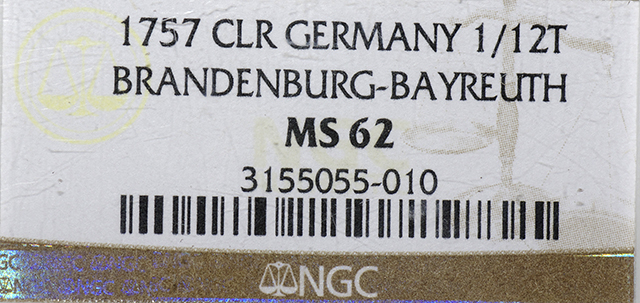 1757 CLR GERMANY 1/12T
BRANDENBURG-BAYREUTH
MS 62
3155055-010
NGC